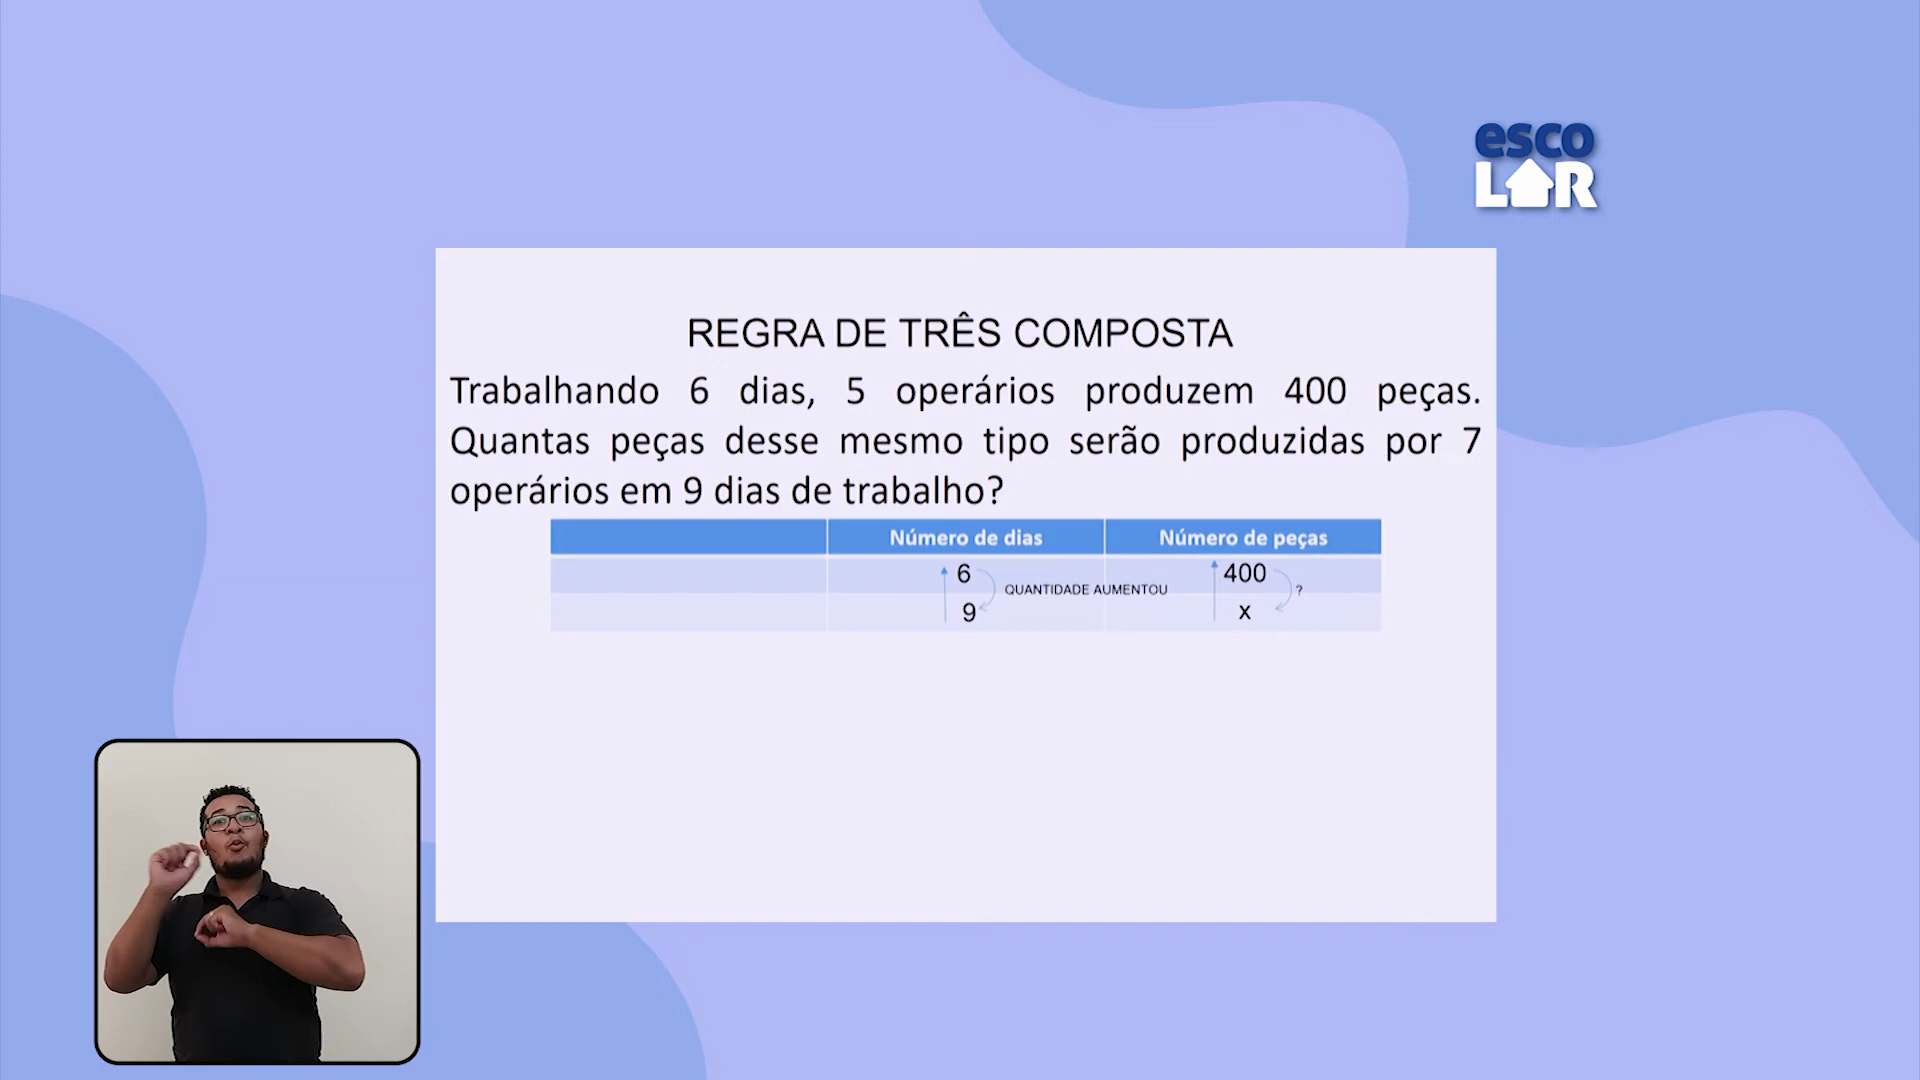 esco
LAR
REGRA DE TRÊS COMPOSTA
Trabalhando 6 dias, 5 operários produzem 400 peças.
Quantas peças desse mesmo tipo serão produzidas por 7
operários em 9 dias de trabalho?
Número de dias Número de peças
6 QUANTIDADE AUMENTOU 400 ?
9 x